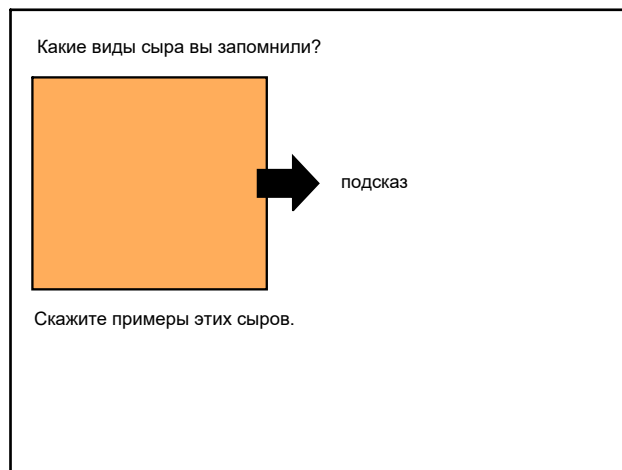 Какие виды сыра вы запомнили?
подсказ
Скажите примеры этих сыров.